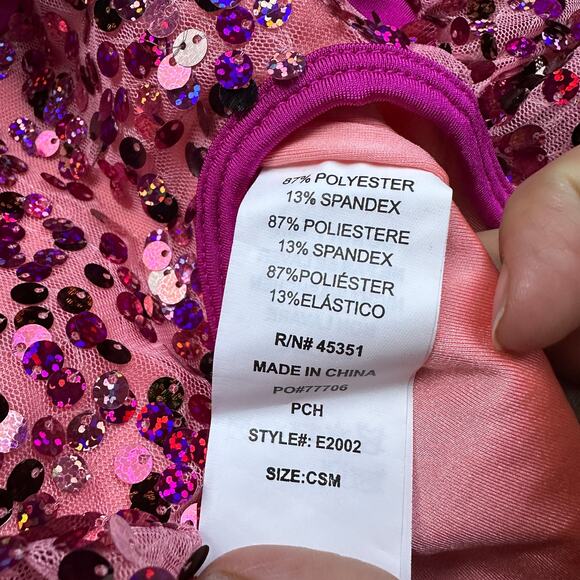 87% POLYESTER
13% SPANDEX
87% POLIESTERE
13% SPANDEX
87%POLIÉSTER
13%ELÁSTICO
R/N# 45351
MADE IN CHINA
PO#77706
PCH
STYLE#: E2002
SIZE:CSM